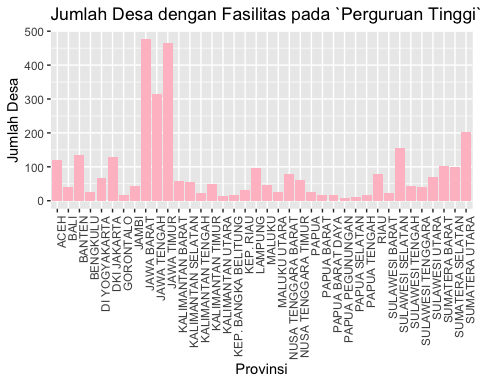 Jumlah Desa dengan Fasilitas pada `Perguruan Tinggi`
Jumlah Desa
500
400
300
200
100
0
ACEH
BALI
BANTEN
BENGKULU
DI YOGYAKARTA
DKI JAKARTA
GORONTALO
JAMBI
JAWA BARAT
JAWA TENGAH
JAWA TIMUR
KALIMANTAN BARAT
KALIMANTAN SELATAN
KALIMANTAN TENGAH
KALIMANTAN TIMUR
KALIMANTAN UTARA
KEP. BANGKA BELITUNG
KEP. RIAU
LAMPUNG
MALUKU
MALUKU UTARA
NUSA TENGGARA BARAT
NUSA TENGGARA TIMUR
PAPUA
PAPUA BARAT
PAPUA BARAT DAYA
PAPUA PEGUNUNGAN
PAPUA SELATAN
PAPUA TENGAH
RIAU
SULAWESI BARAT
SULAWESI SELATAN
SULAWESI TENGAH
SULAWESI TENGGARA
SULAWESI UTARA
SUMATERA BARAT
SUMATERA SELATAN
SUMATERA UTARA
Provinsi